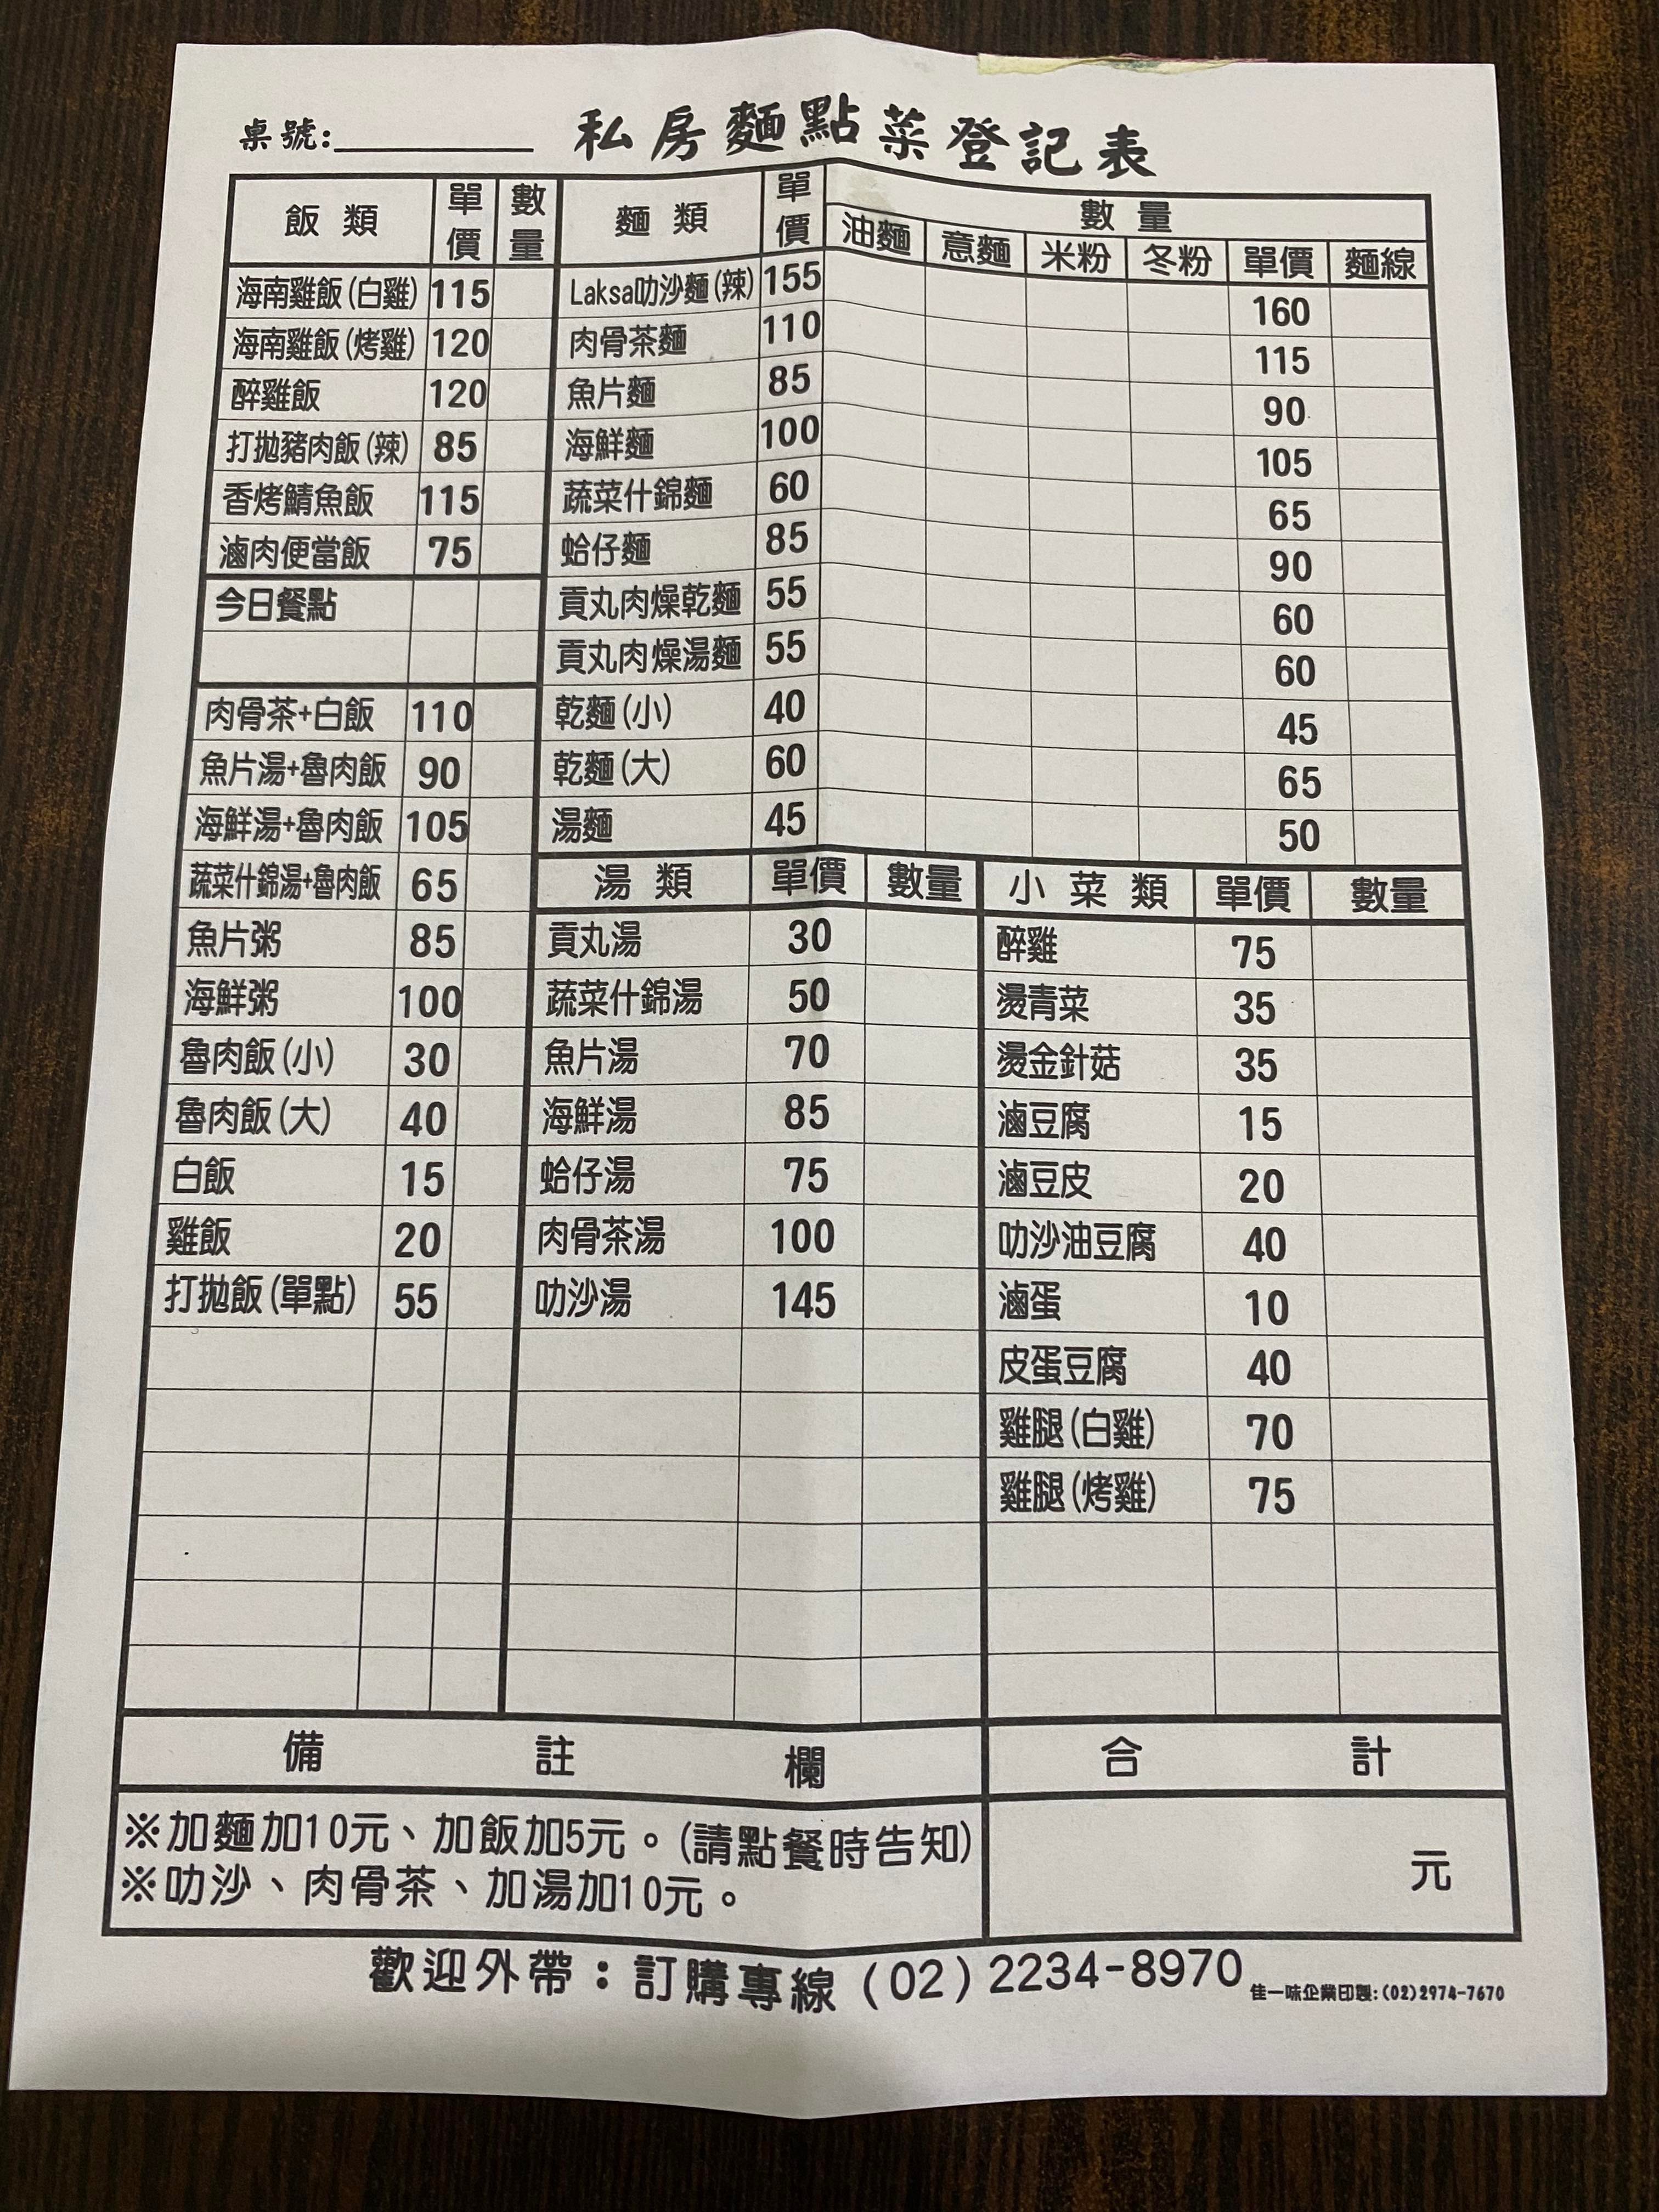 桌號:
私房麵點菜登記表
飯類 單價 數量
海南雞飯(白雞) 115
海南雞飯(烤雞) 120
醉雞飯 120
打拋豬肉飯(辣) 85
香烤鯖魚飯 115
滷肉便當飯 75
今日餐點
肉骨茶+白飯 110
魚片湯+魯肉飯 90
海鮮湯+魯肉飯 105
蔬菜什錦湯+魯肉飯 65
魚片粥 85
海鮮粥 100
魯肉飯(小) 30
魯肉飯(大) 40
白飯 15
雞飯 20
打拋飯(單點) 55
麵類 單價 數量
油麵 意麵 米粉 冬粉 單價 麵線
Laksa叻沙麵(辣) 155 160
肉骨茶麵 110 115
魚片麵 85 90
海鮮麵 100 105
蔬菜什錦麵 60 65
蛤仔麵 85 90
貢丸肉燥乾麵 55 60
貢丸肉燥湯麵 55 60
乾麵(小) 40 45
乾麵(大) 60 65
湯麵 45 50
湯類 單價 數量
貢丸湯 30
蔬菜什錦湯 50
魚片湯 70
海鮮湯 85
蛤仔湯 75
肉骨茶湯 100
叻沙湯 145
小菜類 單價 數量
醉雞 75
燙青菜 35
燙金針菇 35
滷豆腐 15
滷豆皮 20
叻沙油豆腐 40
滷蛋 10
皮蛋豆腐 40
雞腿(白雞) 70
雞腿(烤雞) 75
備註欄
※加麵加10元、加飯加5元。(請點餐時告知)
※叻沙、肉骨茶、加湯加10元。
合計
元
歡迎外帶：訂購專線(02)2234-8970
佳一味企業印製:(02)2974-7670